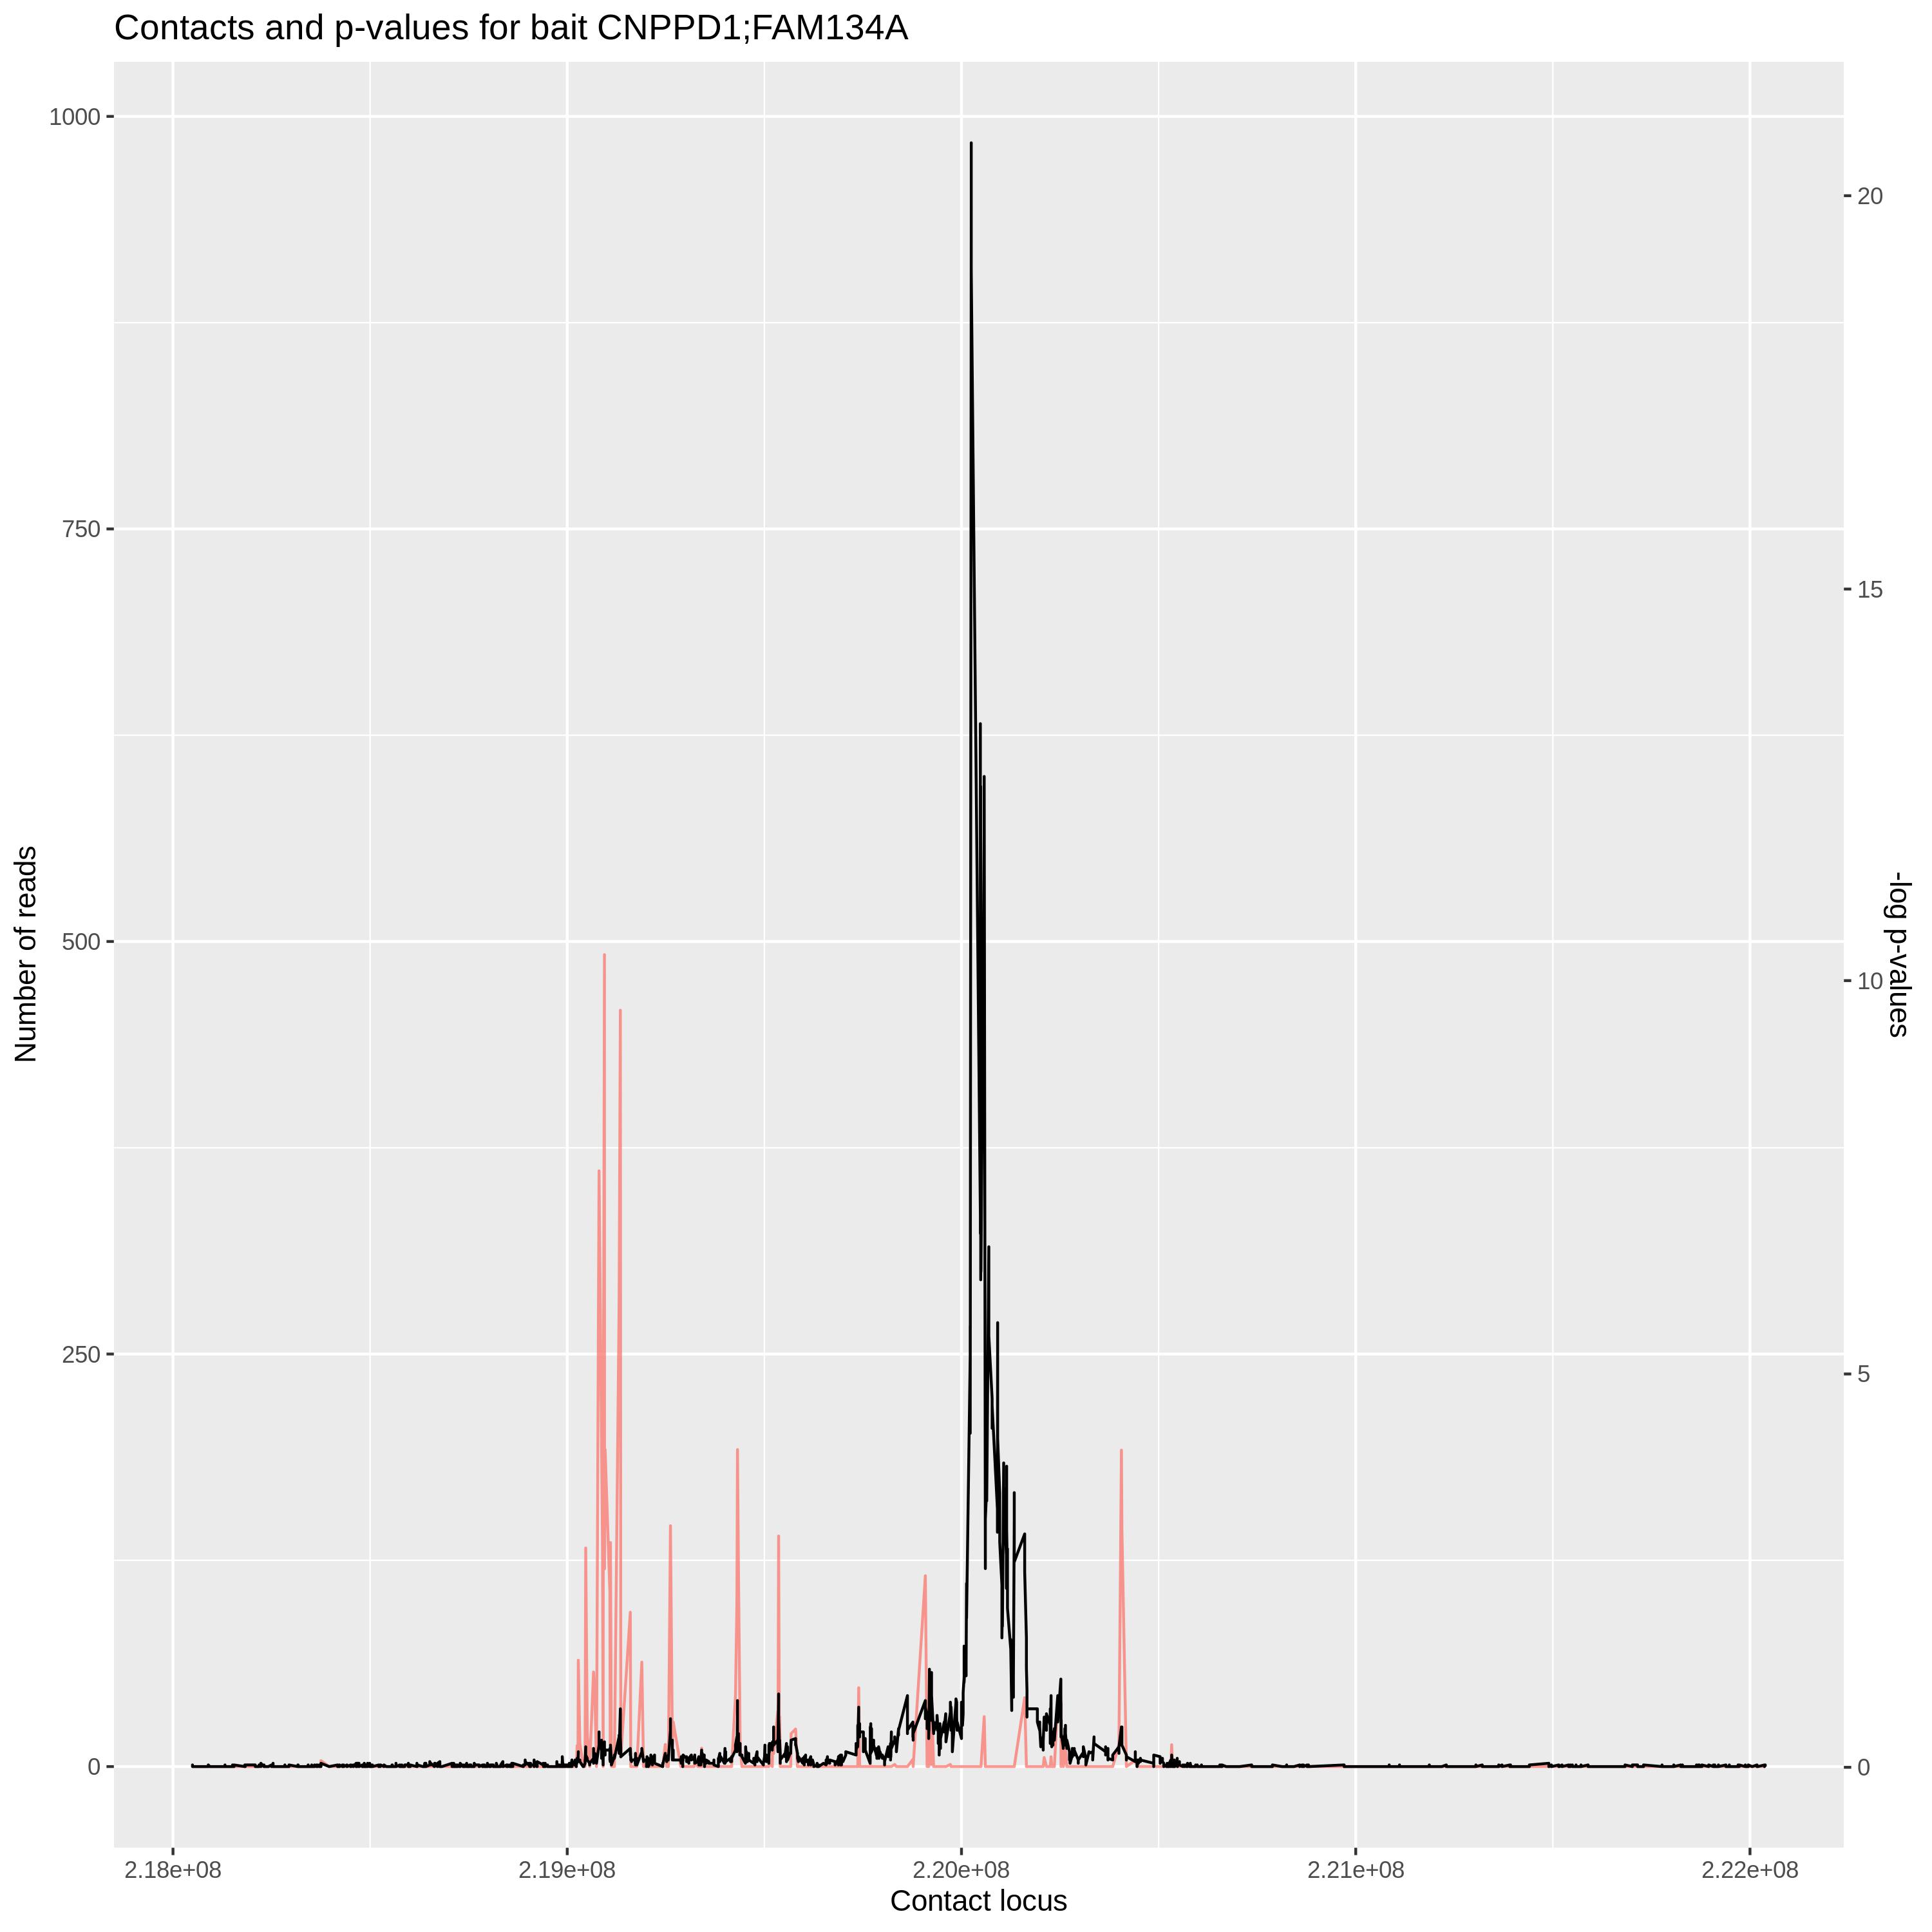 Contacts and p-values for bait CNPPD1;FAM134A
1000
750
500
250
0
Number of reads
20
15
10
5
0
-log p-values
2.18e+08
2.19e+08
2.20e+08
2.21e+08
2.22e+08
Contact locus